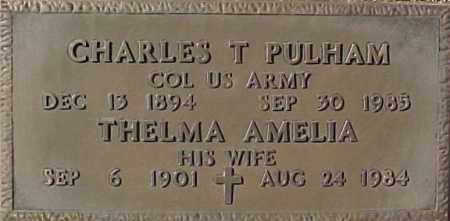 CHARLES T PULHAM
COL US ARMY
DEC 13 1894 SEP 30 1985
THELMA AMELIA
HIS WIFE
SEP 6 1901 AUG 24 1984